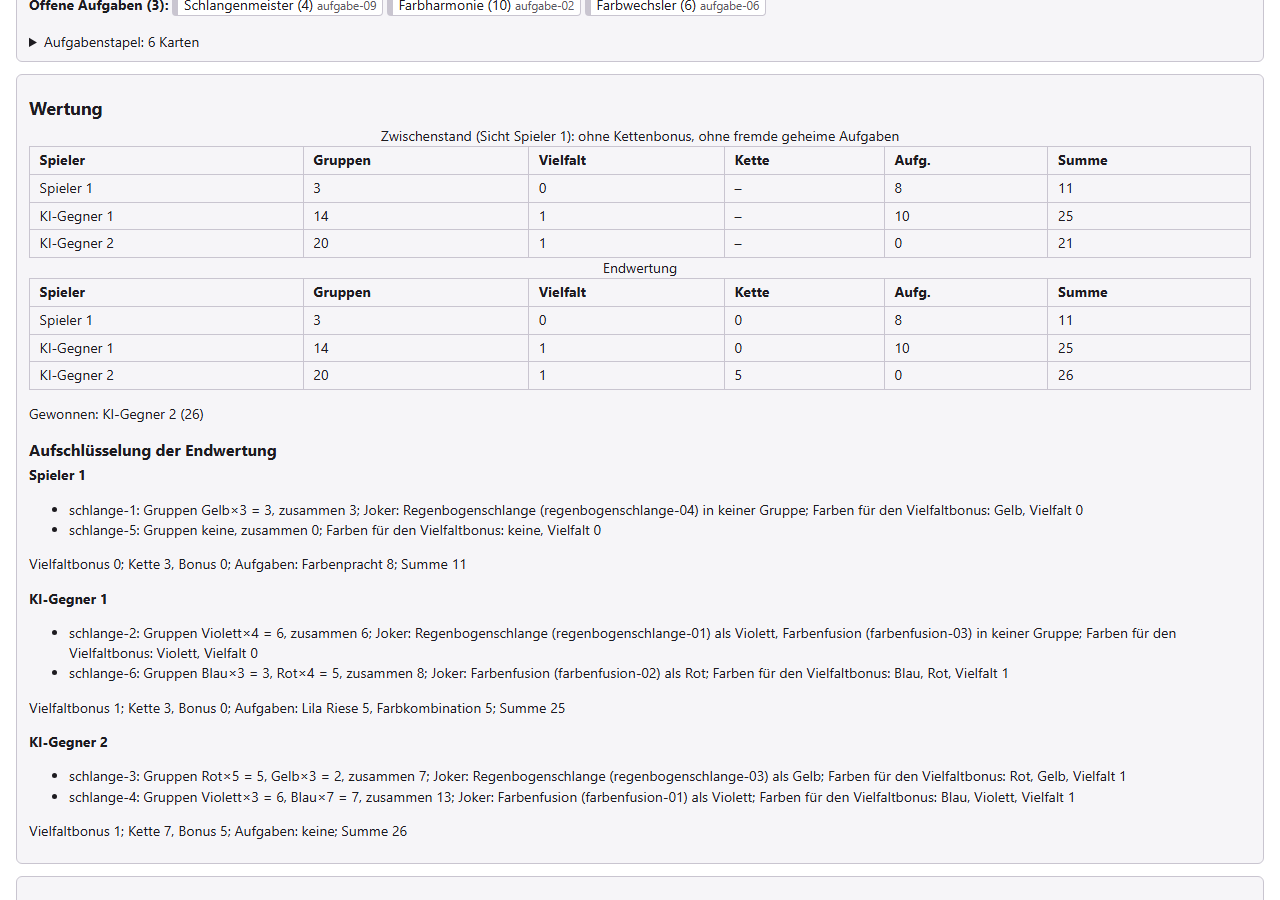 Offene Aufgaben (3): Schlangenmeister (4) aufgabe-09 Farbharmonie (10) aufgabe-02 Farbwechsler (6) aufgabe-06
▶ Aufgabenstapel: 6 Karten
Wertung
Zwischenstand (Sicht Spieler 1): ohne Kettenbonus, ohne fremde geheime Aufgaben
Spieler Gruppen Vielfalt Kette Aufg. Summe
Spieler 1 3 0 – 8 11
KI-Gegner 1 14 1 – 10 25
KI-Gegner 2 20 1 – 0 21
Endwertung
Spieler Gruppen Vielfalt Kette Aufg. Summe
Spieler 1 3 0 0 8 11
KI-Gegner 1 14 1 0 10 25
KI-Gegner 2 20 1 5 0 26
Gewonnen: KI-Gegner 2 (26)
Aufschlüsselung der Endwertung
Spieler 1
• schlange-1: Gruppen Gelb×3 = 3, zusammen 3; Joker: Regenbogenschlange (regenbogenschlange-04) in keiner Gruppe; Farben für den Vielfaltbonus: Gelb, Vielfalt 0
• schlange-5: Gruppen keine, zusammen 0; Farben für den Vielfaltbonus: keine, Vielfalt 0
Vielfaltbonus 0; Kette 3, Bonus 0; Aufgaben: Farbenpracht 8; Summe 11
KI-Gegner 1
• schlange-2: Gruppen Violett×4 = 6, zusammen 6; Joker: Regenbogenschlange (regenbogenschlange-01) als Violett, Farbenfusion (farbenfusion-03) in keiner Gruppe; Farben für den
Vielfaltbonus: Violett, Vielfalt 0
• schlange-6: Gruppen Blau×3 = 3, Rot×4 = 5, zusammen 8; Joker: Farbenfusion (farbenfusion-02) als Rot; Farben für den Vielfaltbonus: Blau, Rot, Vielfalt 1
Vielfaltbonus 1; Kette 3, Bonus 0; Aufgaben: Lila Riese 5, Farbkombination 5; Summe 25
KI-Gegner 2
• schlange-3: Gruppen Rot×5 = 5, Gelb×3 = 2, zusammen 7; Joker: Regenbogenschlange (regenbogenschlange-03) als Gelb; Farben für den Vielfaltbonus: Rot, Gelb, Vielfalt 1
• schlange-4: Gruppen Violett×3 = 6, Blau×7 = 7, zusammen 13; Joker: Farbenfusion (farbenfusion-01) als Violett; Farben für den Vielfaltbonus: Blau, Violett, Vielfalt 1
Vielfaltbonus 1; Kette 7, Bonus 5; Aufgaben: keine; Summe 26